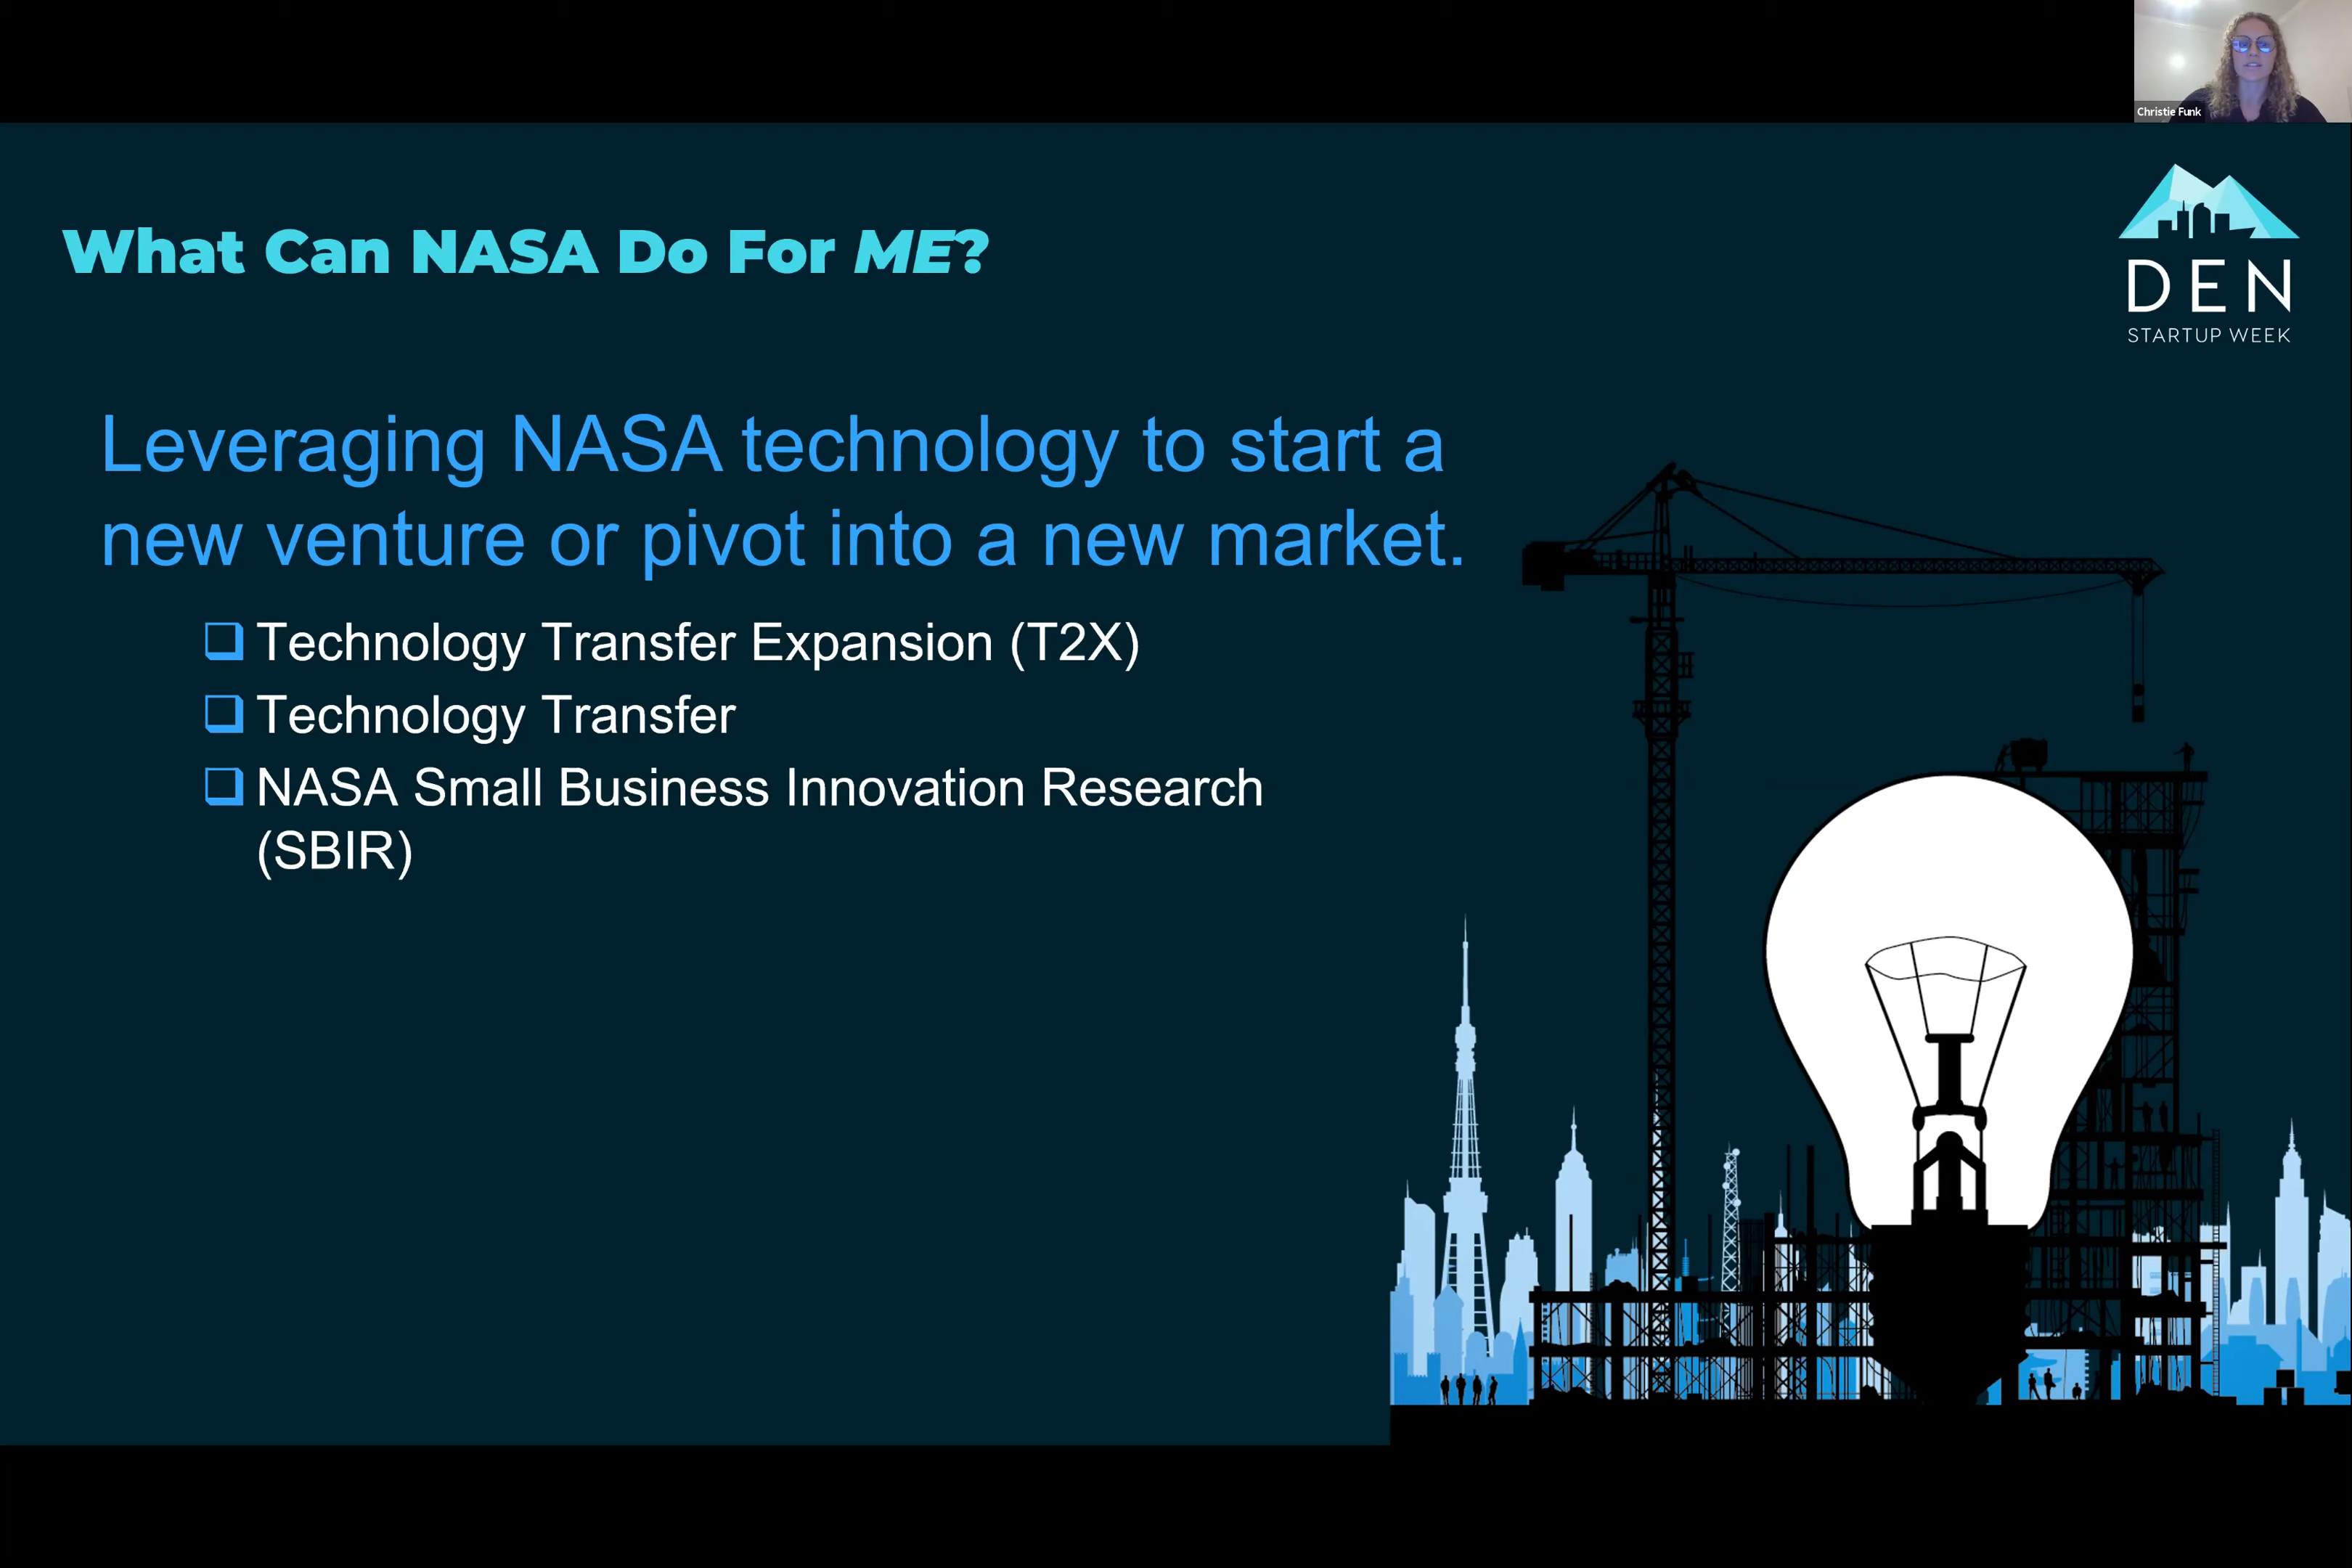 Christie Funk
What Can NASA Do For ME?
DEN
STARTUP WEEK
Leveraging NASA technology to start a
new venture or pivot into a new market.
Technology Transfer Expansion (T2X)
Technology Transfer
NASA Small Business Innovation Research
(SBIR)